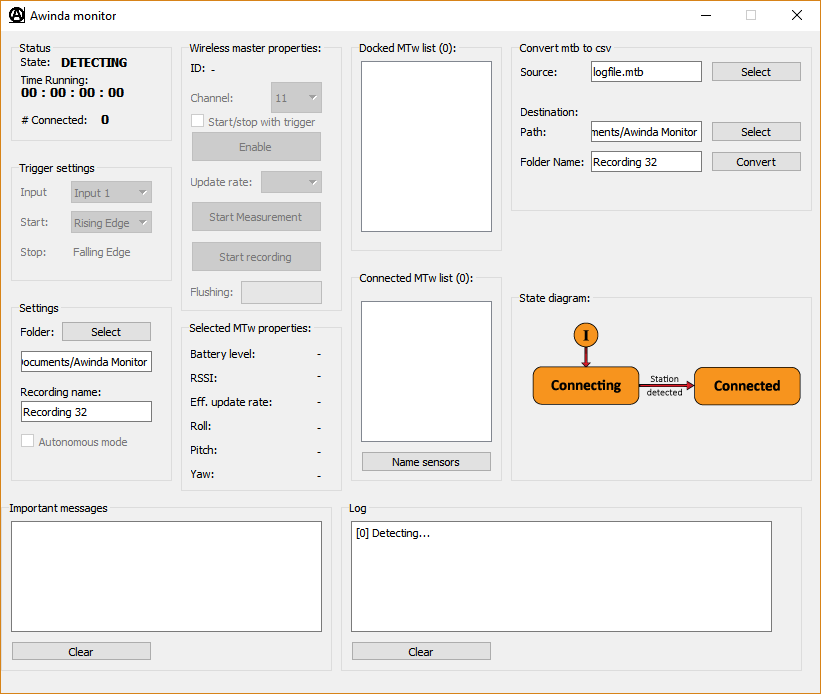 Awinda monitor
Status
State: DETECTING
Time Running:
00 : 00 : 00 : 00
# Connected: 0
Trigger settings
Input Input 1
Start: Rising Edge
Stop: Falling Edge
Settings
Folder: Select
ocuments/Awinda Monitor
Recording name:
Recording 32
Autonomous mode
Wireless master properties:
ID: -
Channel: 11
Start/stop with trigger
Enable
Update rate:
Start Measurement
Start recording
Flushing:
Selected MTw properties:
Battery level: -
RSSI: -
Eff. update rate: -
Roll: -
Pitch: -
Yaw: -
Docked MTw list (0):
Connected MTw list (0):
Name sensors
Convert mtb to csv
Source: logfile.mtb Select
Destination:
Path: ments/Awinda Monitor Select
Folder Name: Recording 32 Convert
State diagram:
I
Connecting
Station
detected
Connected
Important messages
Clear
Log
[0] Detecting...
Clear